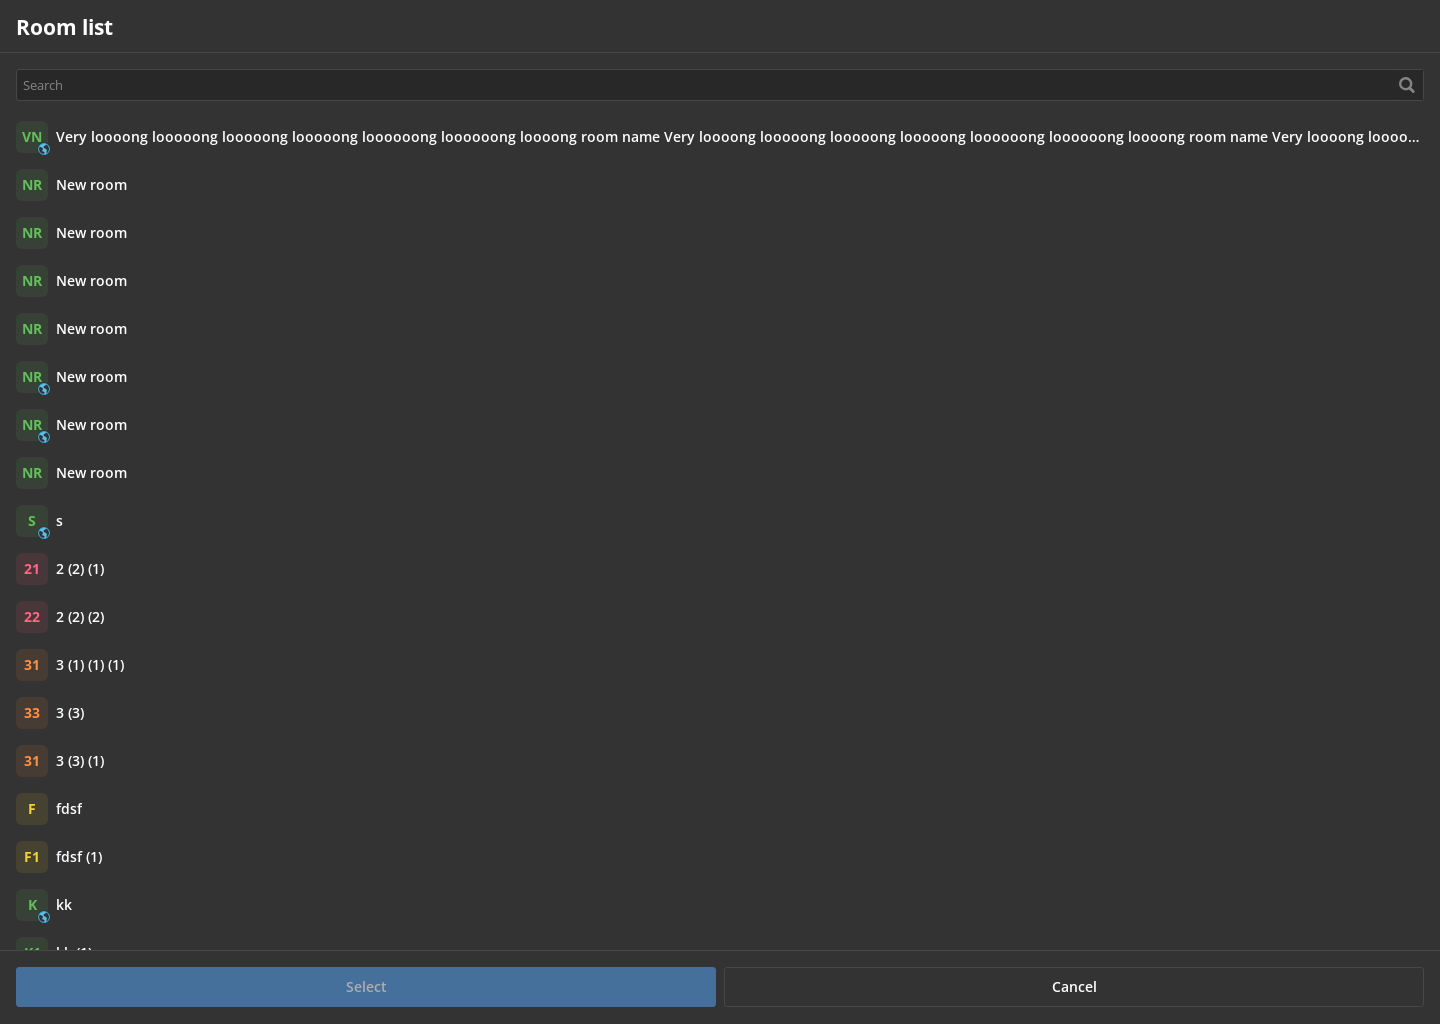 Room list
Search
VN Very loooong looooong looooong looooong loooooong loooooong loooong room name Very loooong looooong looooong looooong loooooong loooooong loooong room name Very loooong loooo...
NR New room
NR New room
NR New room
NR New room
NR New room
NR New room
NR New room
S s
21 2 (2) (1)
22 2 (2) (2)
31 3 (1) (1) (1)
33 3 (3)
31 3 (3) (1)
F fdsf
F1 fdsf (1)
K kk
Select Cancel